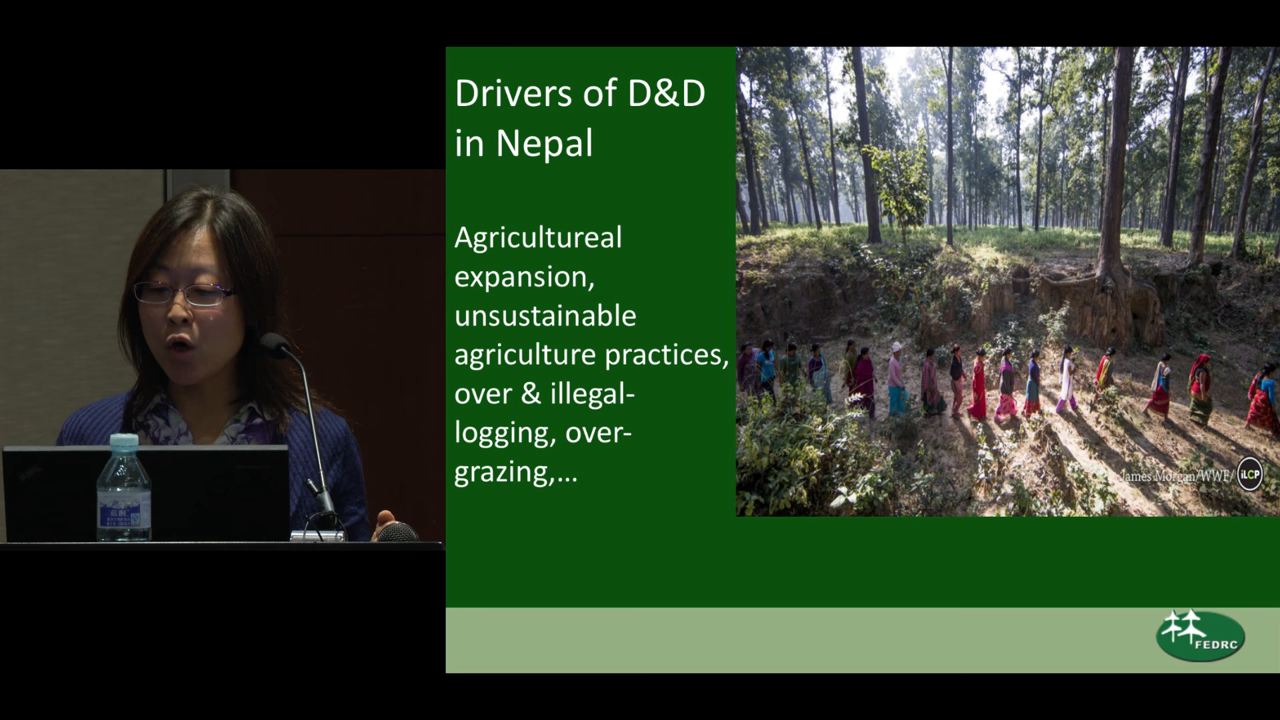 Drivers of D&D
in Nepal
Agricultureal
expansion,
unsustainable
agriculture practices,
over & illegal-
logging, over-
grazing,...
James Morgan/WWF/ iLCP
林
FEDRC